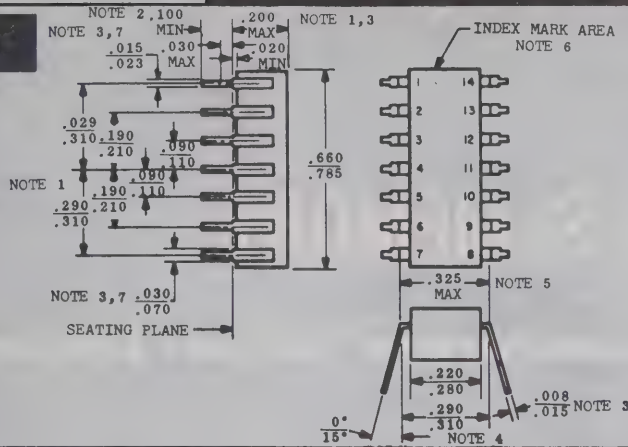 NOTE 2 .100 MIN
.200 MAX
NOTE 1,3
NOTE 3,7
.030 MAX
.020 MIN
.015
.023
.029
.310
.190
.210
.090
.110
NOTE 1
.090
.110
.190
.210
.290
.310
.660
.785
NOTE 3,7 .030
.070
SEATING PLANE
INDEX MARK AREA
NOTE 6
1 14
2 13
3 12
4 11
5 10
6 9
7 8
.325 MAX
NOTE 5
.220
.280
.290
.310
NOTE 4
.008
.015
NOTE 3
0°
15°